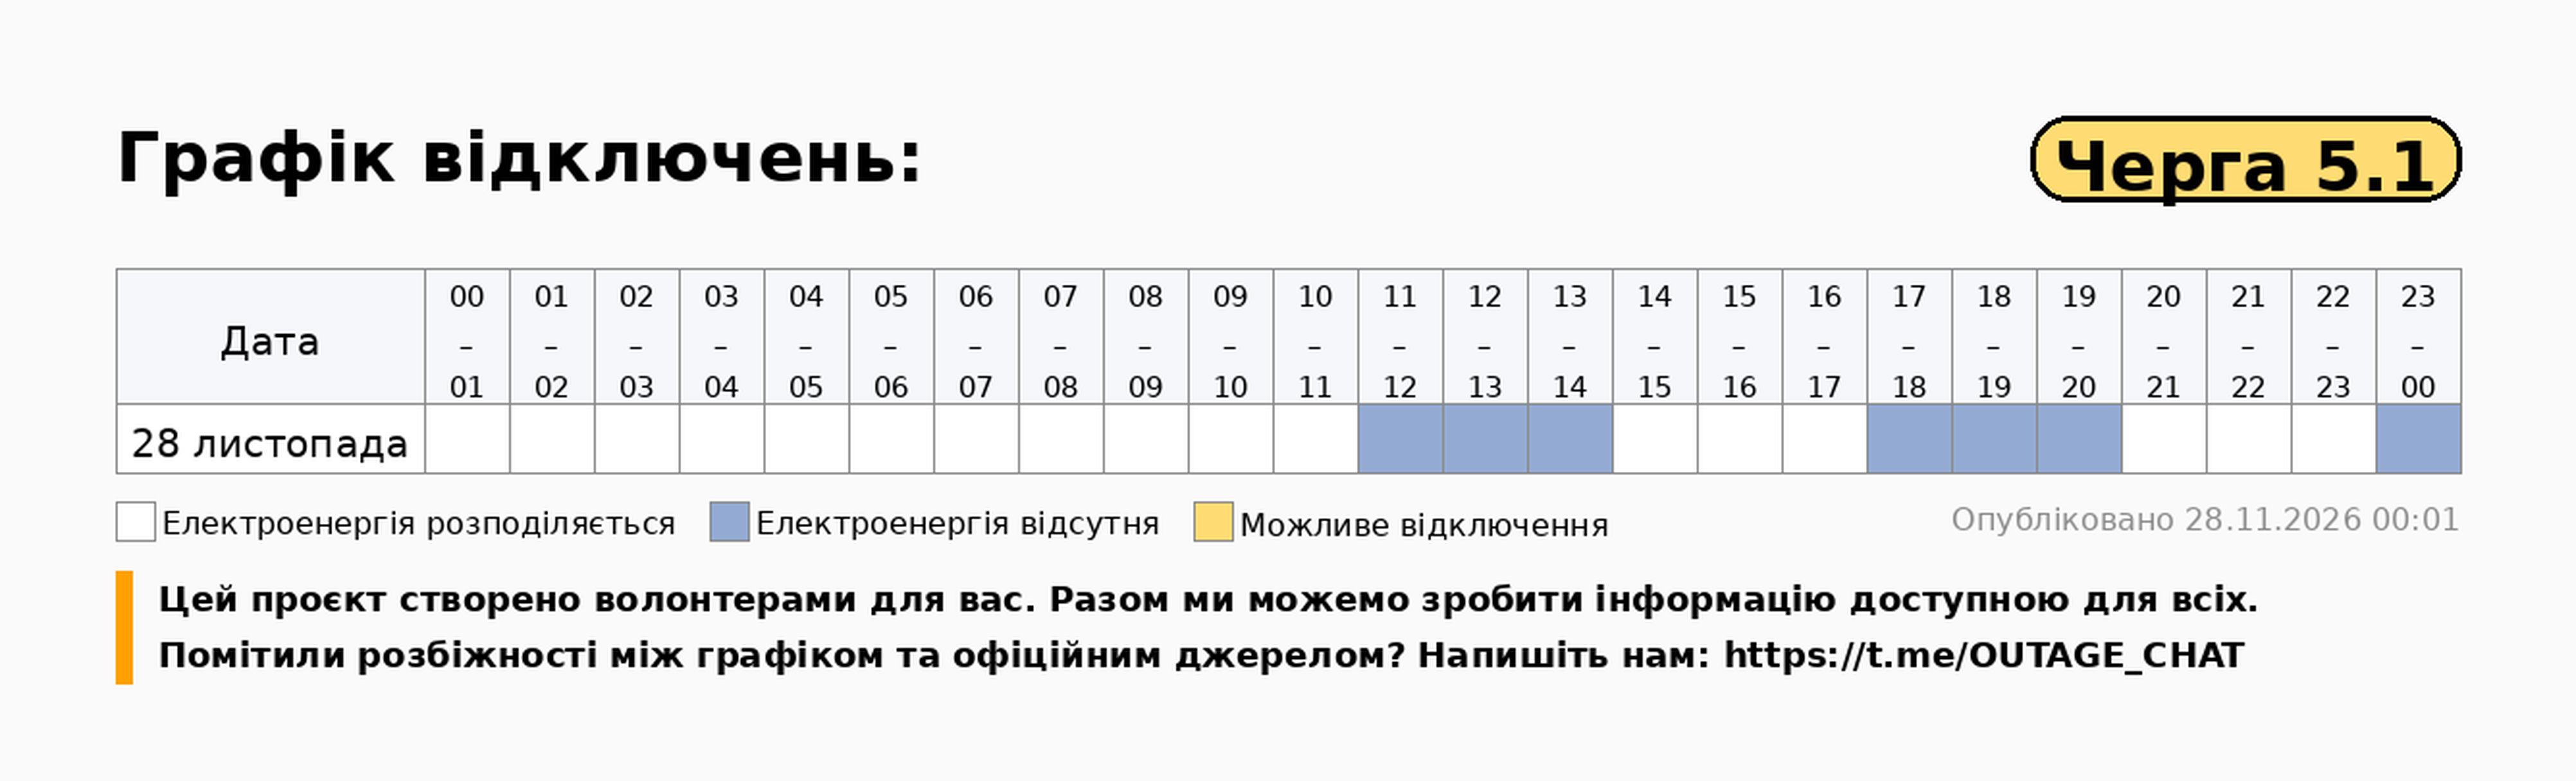 Графік відключень:
Черга 5.1
Дата
00 – 01
01 – 02
02 – 03
03 – 04
04 – 05
05 – 06
06 – 07
07 – 08
08 – 09
09 – 10
10 – 11
11 – 12
12 – 13
13 – 14
14 – 15
15 – 16
16 – 17
17 – 18
18 – 19
19 – 20
20 – 21
21 – 22
22 – 23
23 – 00
28 листопада
Електроенергія розподіляється
Електроенергія відсутня
Можливе відключення
Опубліковано 28.11.2026 00:01
Цей проєкт створено волонтерами для вас. Разом ми можемо зробити інформацію доступною для всіх.
Помітили розбіжності між графіком та офіційним джерелом? Напишіть нам: https://t.me/OUTAGE_CHAT